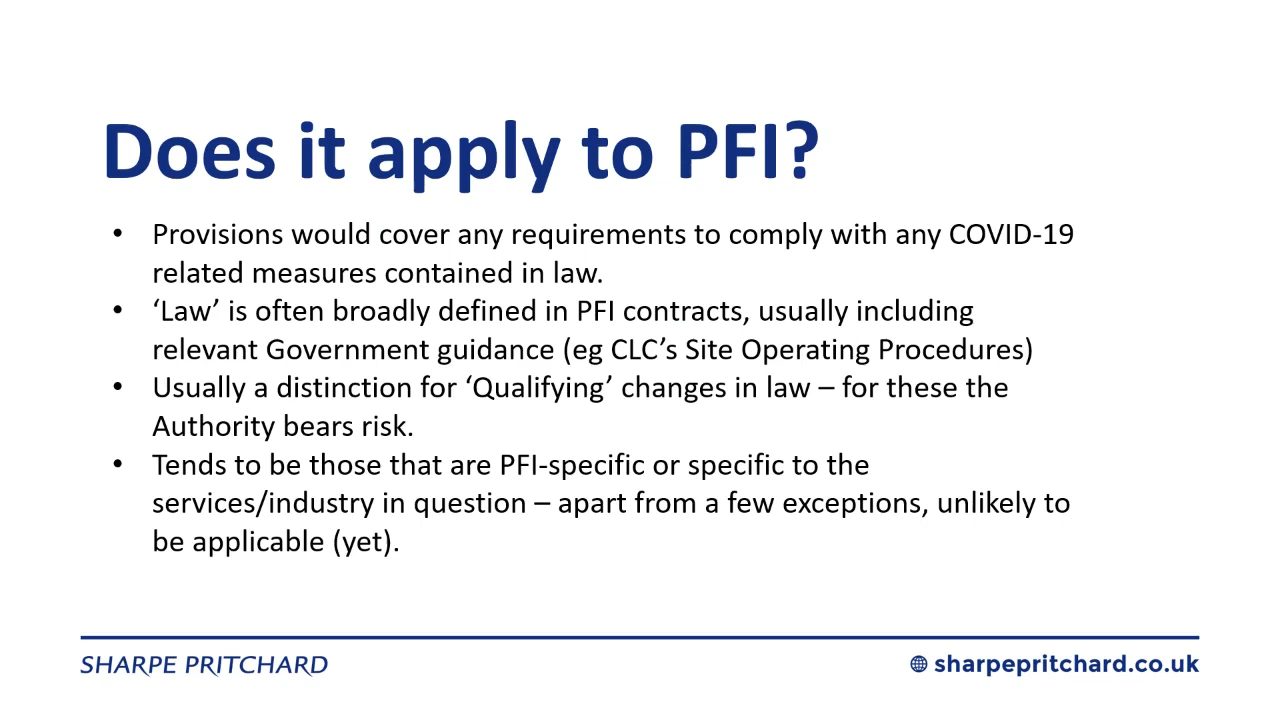 Does it apply to PFI?
• Provisions would cover any requirements to comply with any COVID-19
related measures contained in law.
• ‘Law’ is often broadly defined in PFI contracts, usually including
relevant Government guidance (eg CLC’s Site Operating Procedures)
• Usually a distinction for ‘Qualifying’ changes in law – for these the
Authority bears risk.
• Tends to be those that are PFI-specific or specific to the
services/industry in question – apart from a few exceptions, unlikely to
be applicable (yet).
SHARPE PRITCHARD
sharpepritchard.co.uk